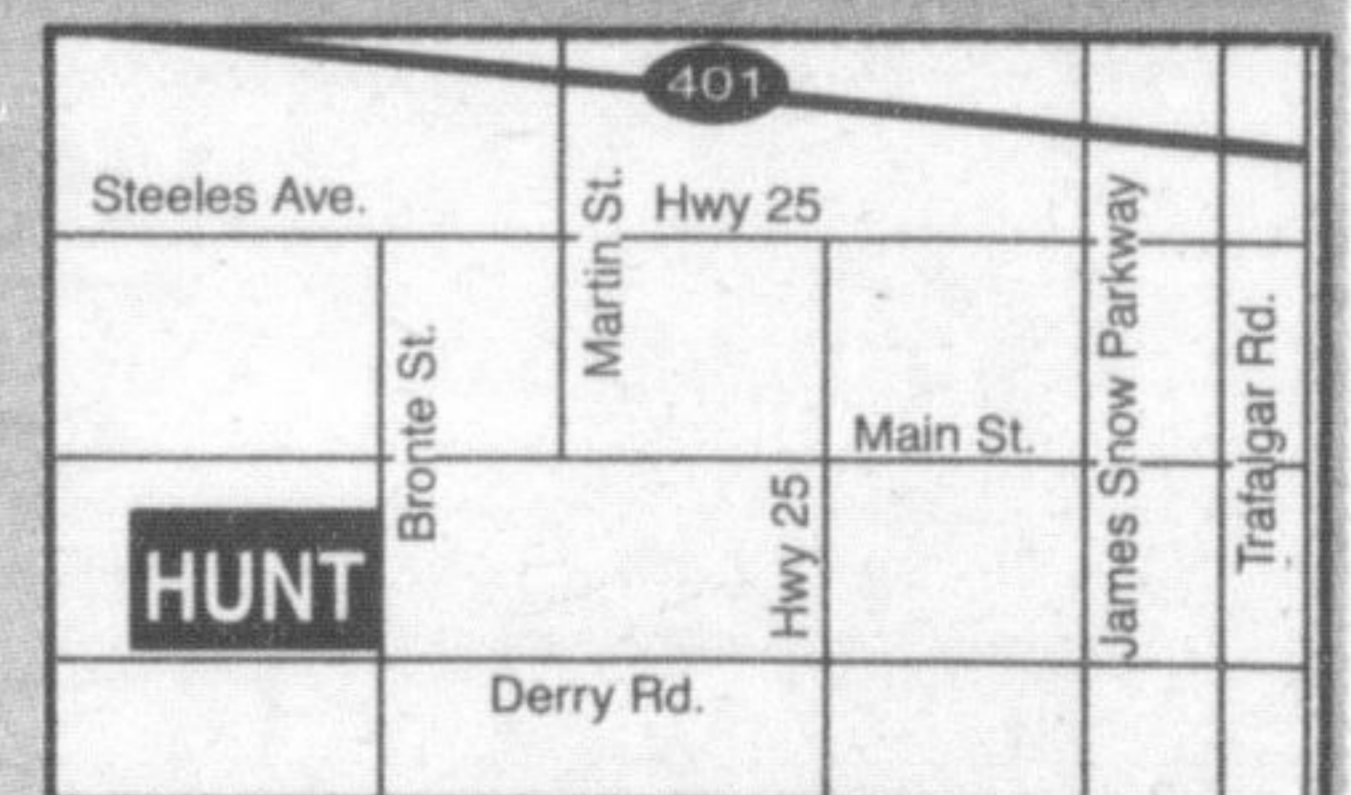 401
Steeles Ave.
Martin St.
Hwy 25
James Snow Parkway
Trafalgar Rd.
Bronte St.
Main St.
Hwy 25
HUNT
Derry Rd.